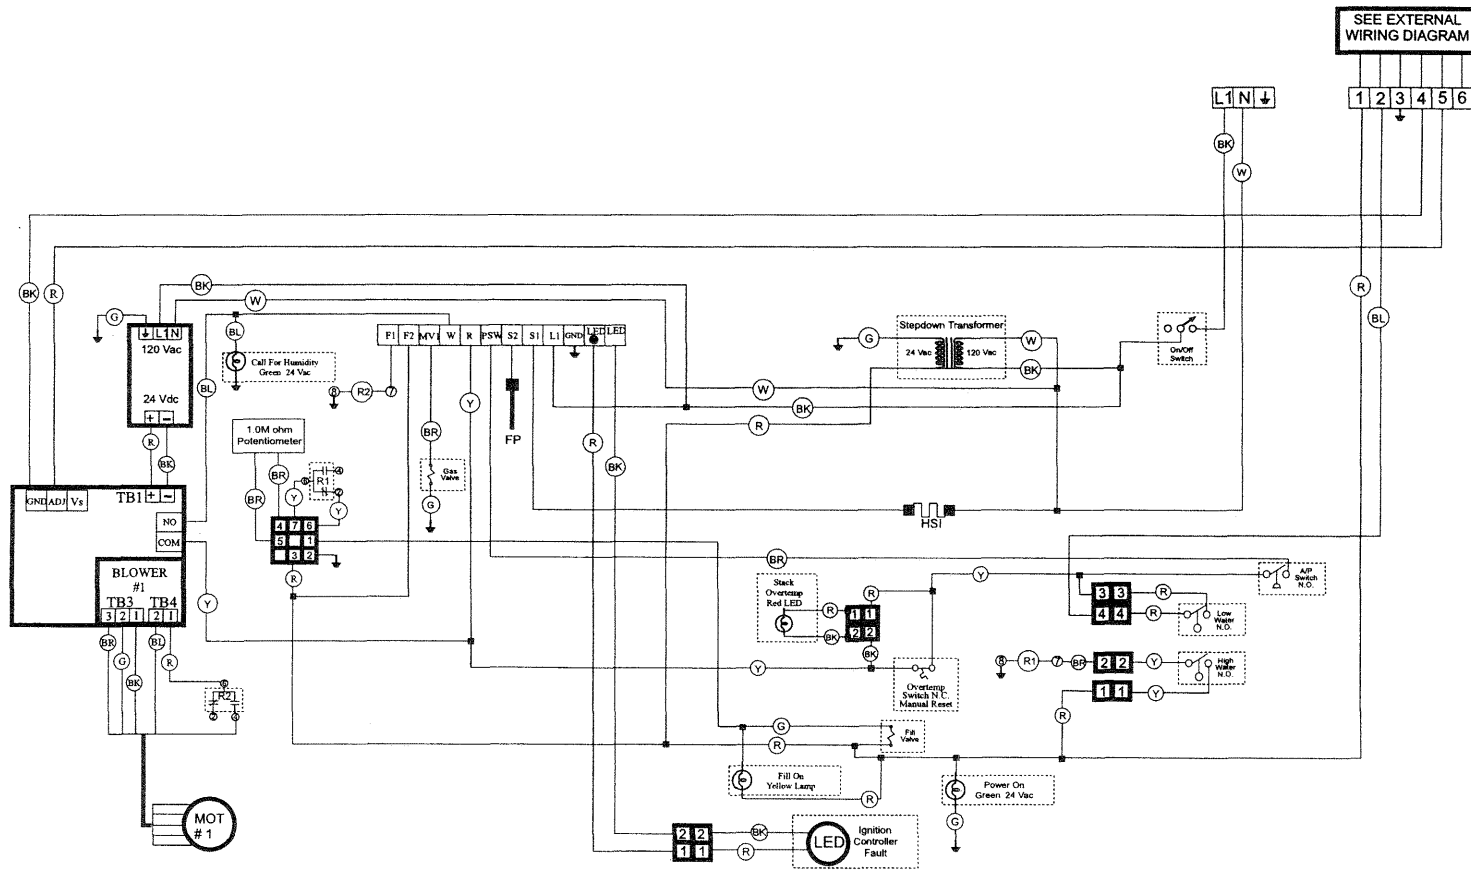 SEE EXTERNAL
WIRING DIAGRAM
L1 N
1 2 3 4 5 6
BK
W
BK
W
BK R
G
BL
R
BL
L1 N
120 Vac
24 Vdc
+ −
R
BK
BL
Call For Humidity
Green 24 Vac
F1 F2 MV1 W R PSW S2 S1 L1 GND LED LED
8 R2 7
Y
BR
Gas
Valve
G
FP
R
BK
Stepdown Transformer
24 Vac 120 Vac
G
W
BK
On/Off
Switch
W
BK
R
1.0M ohm
Potentiometer
BR
BR
6 R1 4
2
Y
Y
4 7 6
5 1
3 2
R
HSI
GND ADJ Vs
TB1 + −
NO
COM
BLOWER
#1
TB3 TB4
3 2 1 2 1
Y
BR G BK BL R
6
R2
2 4
MOT
# 1
BR
Y
A/P
Switch
N.O.
Stack
Overtemp
Red LED
R
R
BK
1 1
2 2
BK
Y
Overtemp
Switch N.C.
Manual Reset
3 3
4 4
R
R
Low
Water
N.O.
8 R1 7 BR
2 2
1 1
Y
Y
High
Water
N.O.
R
G
R
Fill
Valve
Fill On
Yellow Lamp
R
Power On
Green 24 Vac
G
2 2
1 1
BK
R
LED
Ignition
Controller
Fault